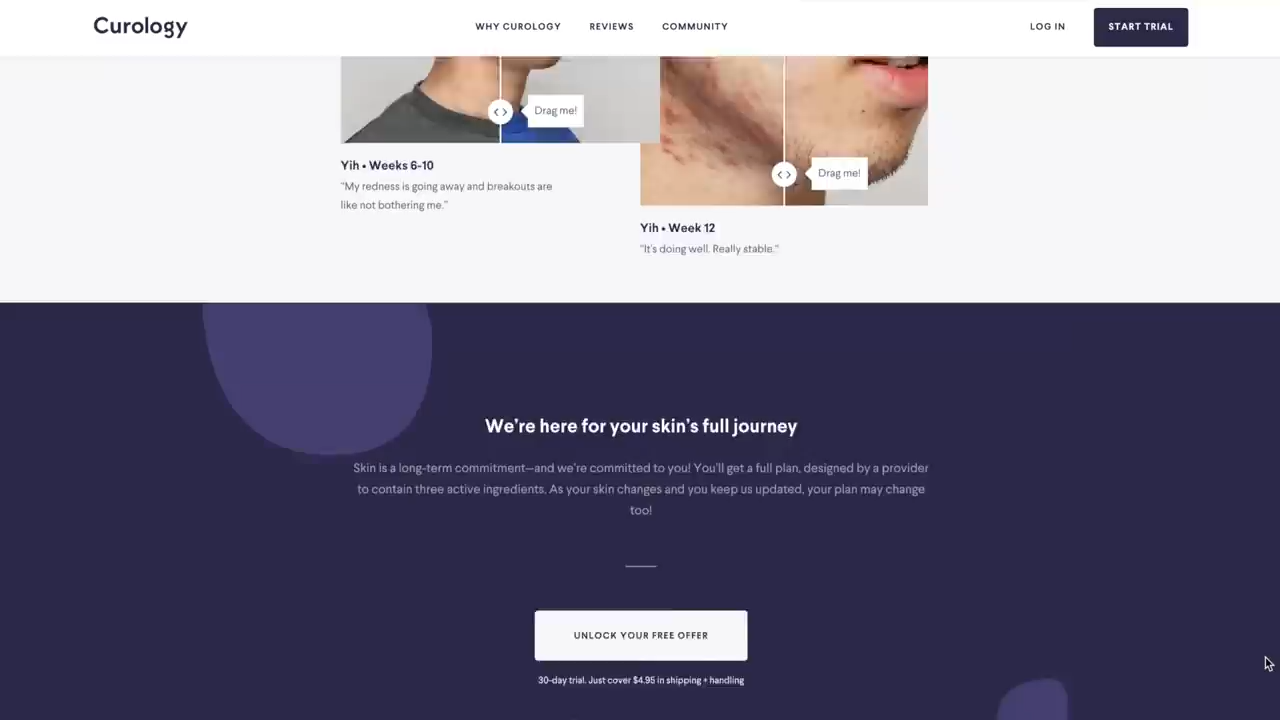 Curology
WHY CUROLOGY
REVIEWS
COMMUNITY
LOG IN
START TRIAL
Drag me!
Drag me!
Yih • Weeks 6-10
"My redness is going away and breakouts are
like not bothering me."
Yih • Week 12
"It's doing well. Really stable."
We're here for your skin's full journey
Skin is a long-term commitment—and we're committed to you! You'll get a full plan, designed by a provider
to contain three active ingredients. As your skin changes and you keep us updated, your plan may change
too!
UNLOCK YOUR FREE OFFER
30-day trial. Just cover $4.95 in shipping + handling